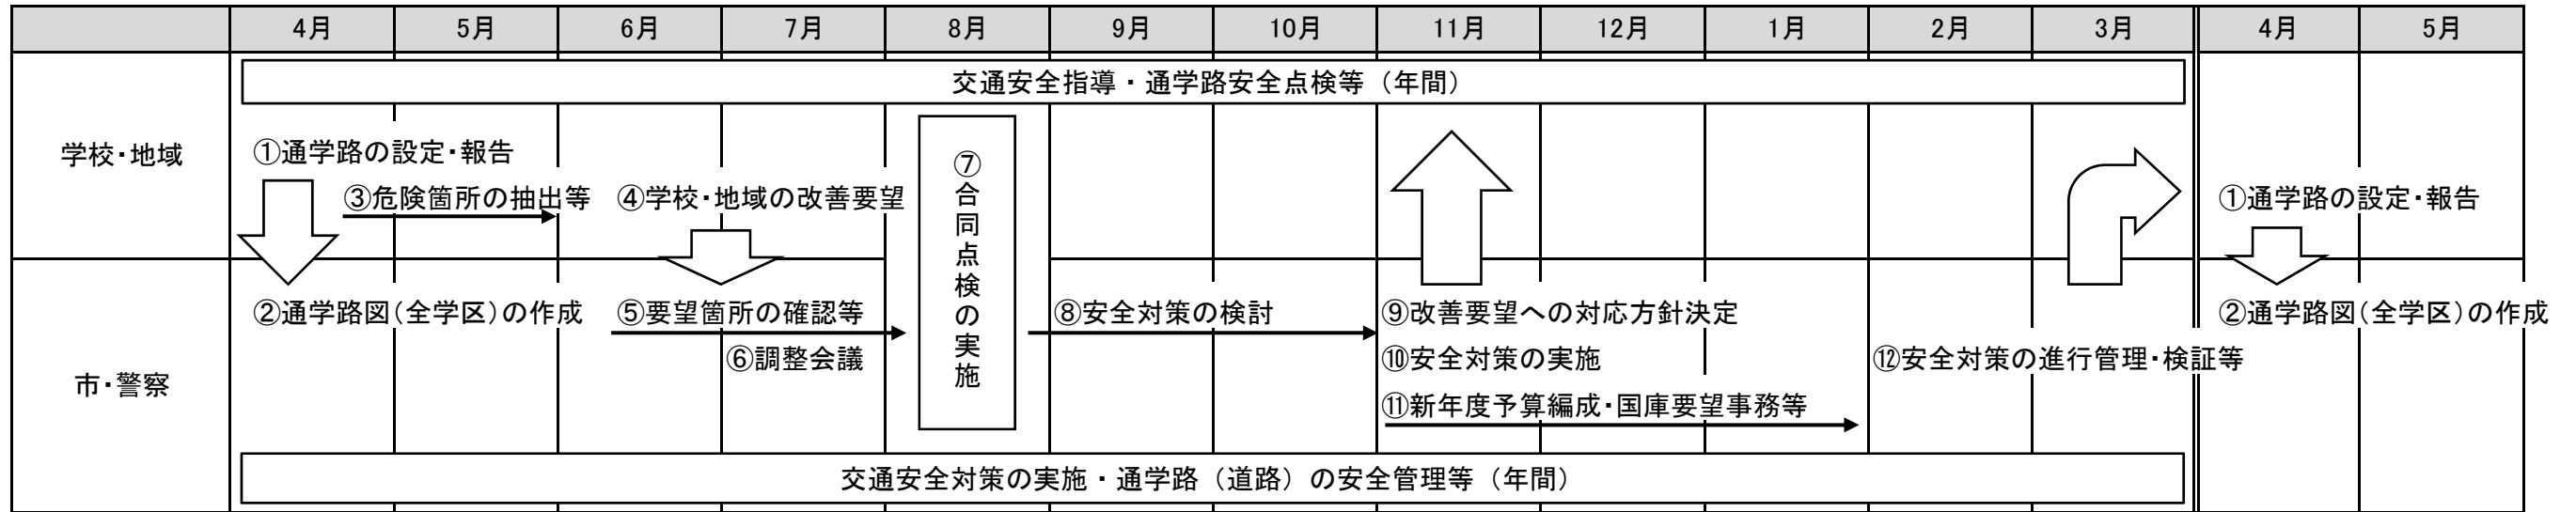 4月 5月 6月 7月 8月 9月 10月 11月 12月 1月 2月 3月 4月 5月
交通安全指導・通学路安全点検等（年間）
学校・地域
①通学路の設定・報告
③危険箇所の抽出等
④学校・地域の改善要望
⑦合同点検の実施
①通学路の設定・報告
市・警察
②通学路図（全学区）の作成
⑤要望箇所の確認等
⑥調整会議
⑧安全対策の検討
⑨改善要望への対応方針決定
⑩安全対策の実施
⑪新年度予算編成・国庫要望事務等
⑫安全対策の進行管理・検証等
②通学路図（全学区）の作成
交通安全対策の実施・通学路（道路）の安全管理等（年間）